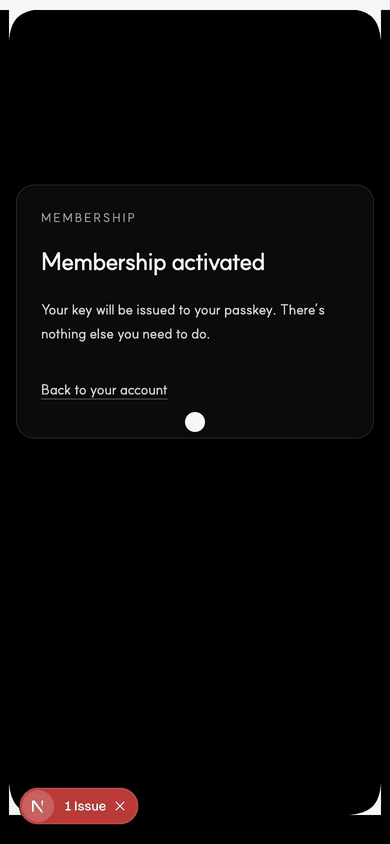 MEMBERSHIP
Membership activated
Your key will be issued to your passkey. There's
nothing else you need to do.
Back to your account
N 1 Issue